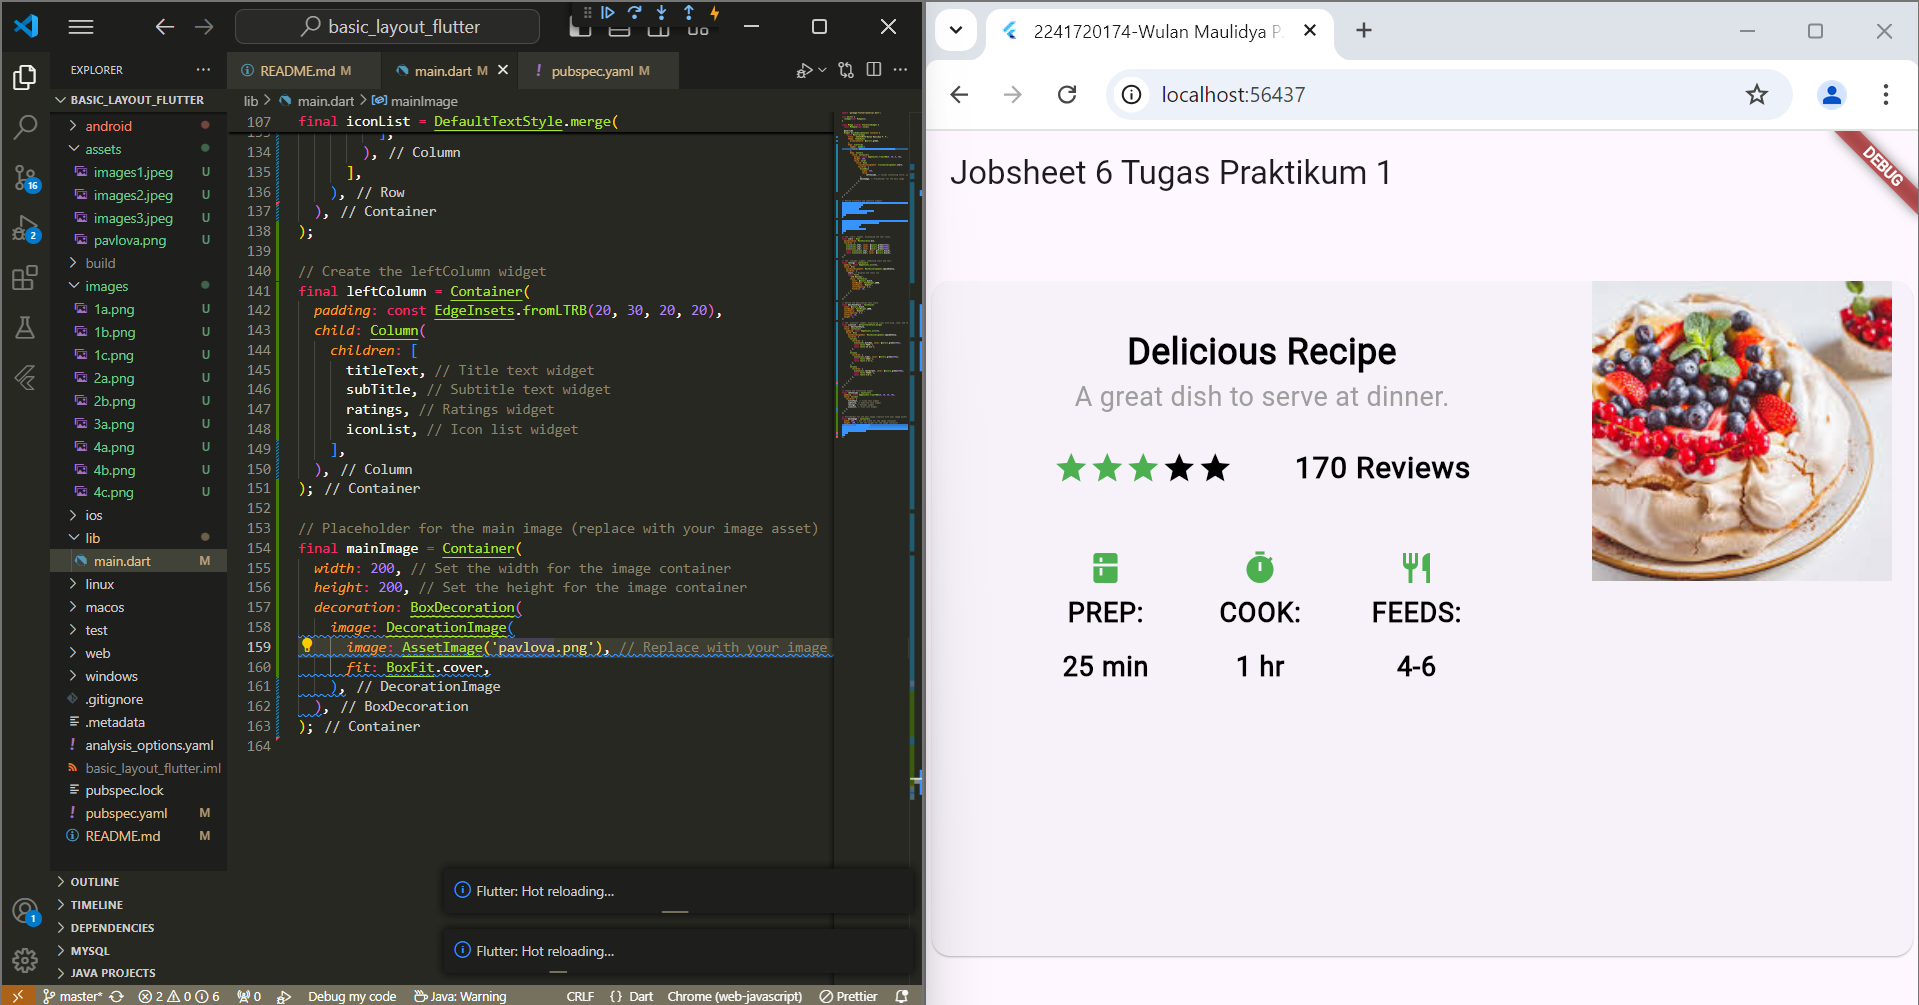 basic_layout_flutter
EXPLORER
README.md M
main.dart M
! pubspec.yaml M
BASIC_LAYOUT_FLUTTER
android
assets
images1.jpeg U
images2.jpeg U
images3.jpeg U
pavlova.png U
build
images
1a.png U
1b.png U
1c.png U
2a.png U
2b.png U
3a.png U
4a.png U
4b.png U
4c.png U
ios
lib
main.dart M
linux
macos
test
web
windows
.gitignore
.metadata
! analysis_options.yaml
basic_layout_flutter.iml
pubspec.lock
! pubspec.yaml M
README.md M
OUTLINE
TIMELINE
DEPENDENCIES
MYSQL
JAVA PROJECTS
16
2
1
lib > main.dart > mainImage
107 final iconList = DefaultTextStyle.merge(
134 ), // Column
135 ],
136 ), // Row
137 ), // Container
138 );
139
140 // Create the leftColumn widget
141 final leftColumn = Container(
142 padding: const EdgeInsets.fromLTRB(20, 30, 20, 20),
143 child: Column(
144 children: [
145 titleText, // Title text widget
146 subTitle, // Subtitle text widget
147 ratings, // Ratings widget
148 iconList, // Icon list widget
149 ],
150 ), // Column
151 ); // Container
152
153 // Placeholder for the main image (replace with your image asset)
154 final mainImage = Container(
155 width: 200, // Set the width for the image container
156 height: 200, // Set the height for the image container
157 decoration: BoxDecoration(
158 image: DecorationImage(
159 image: AssetImage('pavlova.png'), // Replace with your image
160 fit: BoxFit.cover,
161 ), // DecorationImage
162 ), // BoxDecoration
163 ); // Container
164
Flutter: Hot reloading...
Flutter: Hot reloading...
master* 2 0 6 0 Debug my code Java: Warning CRLF {} Dart Chrome (web-javascript) Prettier
2241720174-Wulan Maulidya P
localhost:56437
DEBUG
Jobsheet 6 Tugas Praktikum 1
Delicious Recipe
A great dish to serve at dinner.
170 Reviews
PREP: COOK: FEEDS:
25 min 1 hr 4-6